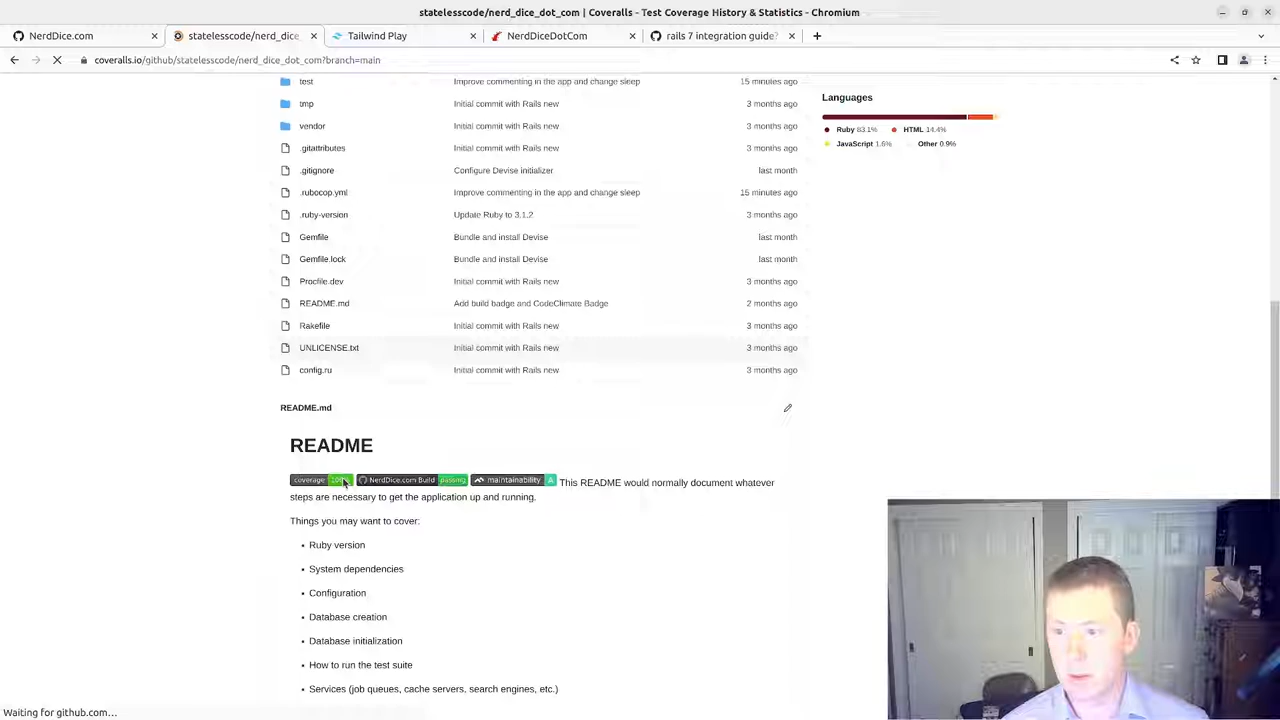 statelesscode/nerd_dice_dot_com | Coveralls - Test Coverage History & Statistics - Chromium
NerdDice.com
statelesscode/nerd_dice
Tailwind Play
NerdDiceDotCom
rails 7 integration guide?
coveralls.io/github/statelesscode/nerd_dice_dot_com?branch=main
test Improve commenting in the app and change sleep 15 minutes ago
tmp Initial commit with Rails new 3 months ago
vendor Initial commit with Rails new 3 months ago
.gitattributes Initial commit with Rails new 3 months ago
.gitignore Configure Devise initializer last month
.rubocop.yml Improve commenting in the app and change sleep 15 minutes ago
.ruby-version Update Ruby to 3.1.2 3 months ago
Gemfile Bundle and install Devise last month
Gemfile.lock Bundle and install Devise last month
Procfile.dev Initial commit with Rails new 3 months ago
README.md Add build badge and CodeClimate Badge 2 months ago
Rakefile Initial commit with Rails new 3 months ago
UNLICENSE.txt Initial commit with Rails new 3 months ago
config.ru Initial commit with Rails new 3 months ago
Languages
Ruby 83.1% HTML 14.4%
JavaScript 1.6% Other 0.9%
README.md
README
coverage NerdDice.com Build passing maintainability A This README would normally document whatever
steps are necessary to get the application up and running.
Things you may want to cover:
• Ruby version
• System dependencies
• Configuration
• Database creation
• Database initialization
• How to run the test suite
• Services (job queues, cache servers, search engines, etc.)
Waiting for github.com...